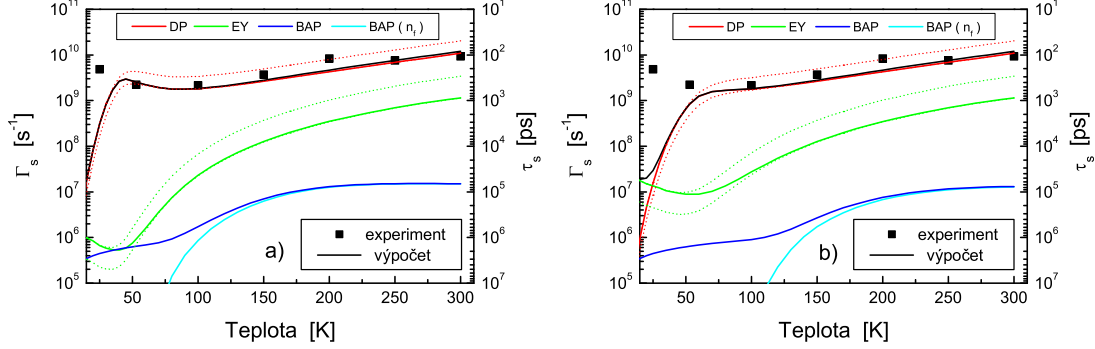 DP EY BAP BAP ( n_f )
10^11 10^10 10^9 10^8 10^7 10^6 10^5
Γ_s [s^-1]
10^1 10^2 10^3 10^4 10^5 10^6 10^7
τ_s [ps]
a)
experiment
výpočet
50 100 150 200 250 300
Teplota [K]
DP EY BAP BAP ( n_f )
10^11 10^10 10^9 10^8 10^7 10^6 10^5
Γ_s [s^-1]
10^1 10^2 10^3 10^4 10^5 10^6 10^7
τ_s [ps]
b)
experiment
výpočet
50 100 150 200 250 300
Teplota [K]